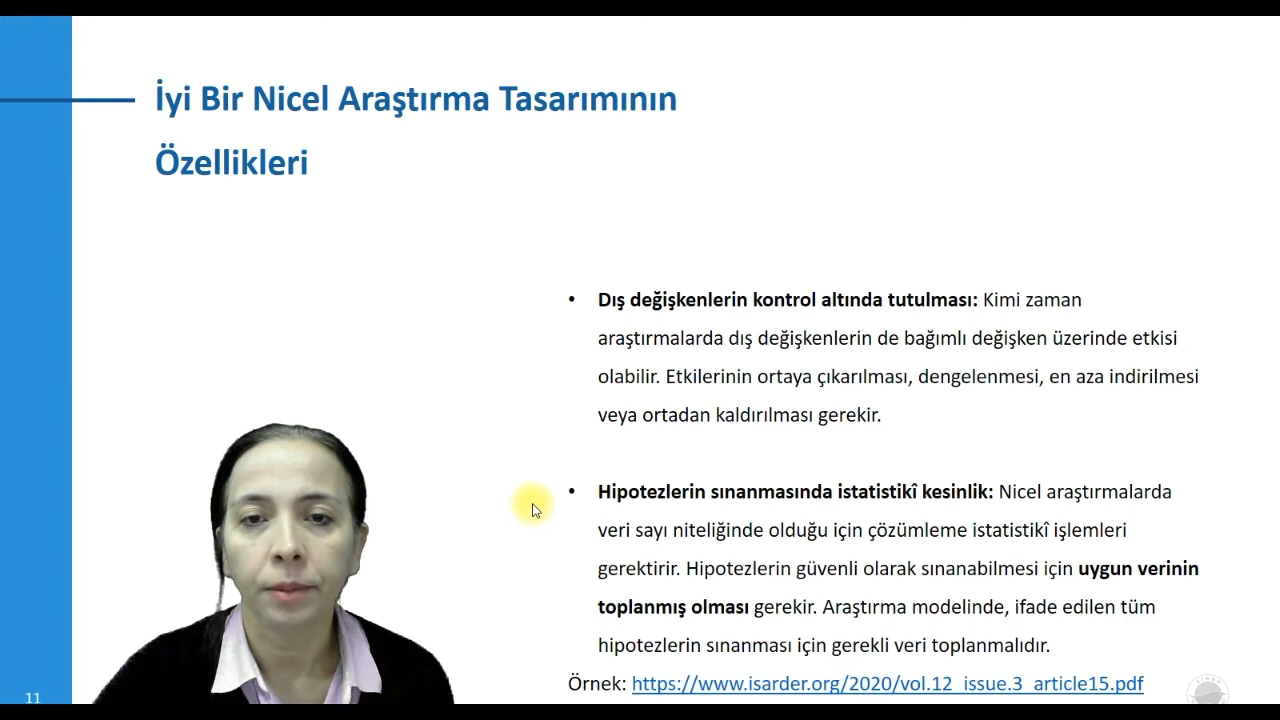 İyi Bir Nicel Araştırma Tasarımının
Özellikleri
• Dış değişkenlerin kontrol altında tutulması: Kimi zaman
araştırmalarda dış değişkenlerin de bağımlı değişken üzerinde etkisi
olabilir. Etkilerinin ortaya çıkarılması, dengelenmesi, en aza indirilmesi
veya ortadan kaldırılması gerekir.
• Hipotezlerin sınanmasında istatistikî kesinlik: Nicel araştırmalarda
veri sayı niteliğinde olduğu için çözümleme istatistikî işlemleri
gerektirir. Hipotezlerin güvenli olarak sınanabilmesi için uygun verinin
toplanmış olması gerekir. Araştırma modelinde, ifade edilen tüm
hipotezlerin sınanması için gerekli veri toplanmalıdır.
Örnek: https://www.isarder.org/2020/vol.12_issue.3_article15.pdf
11